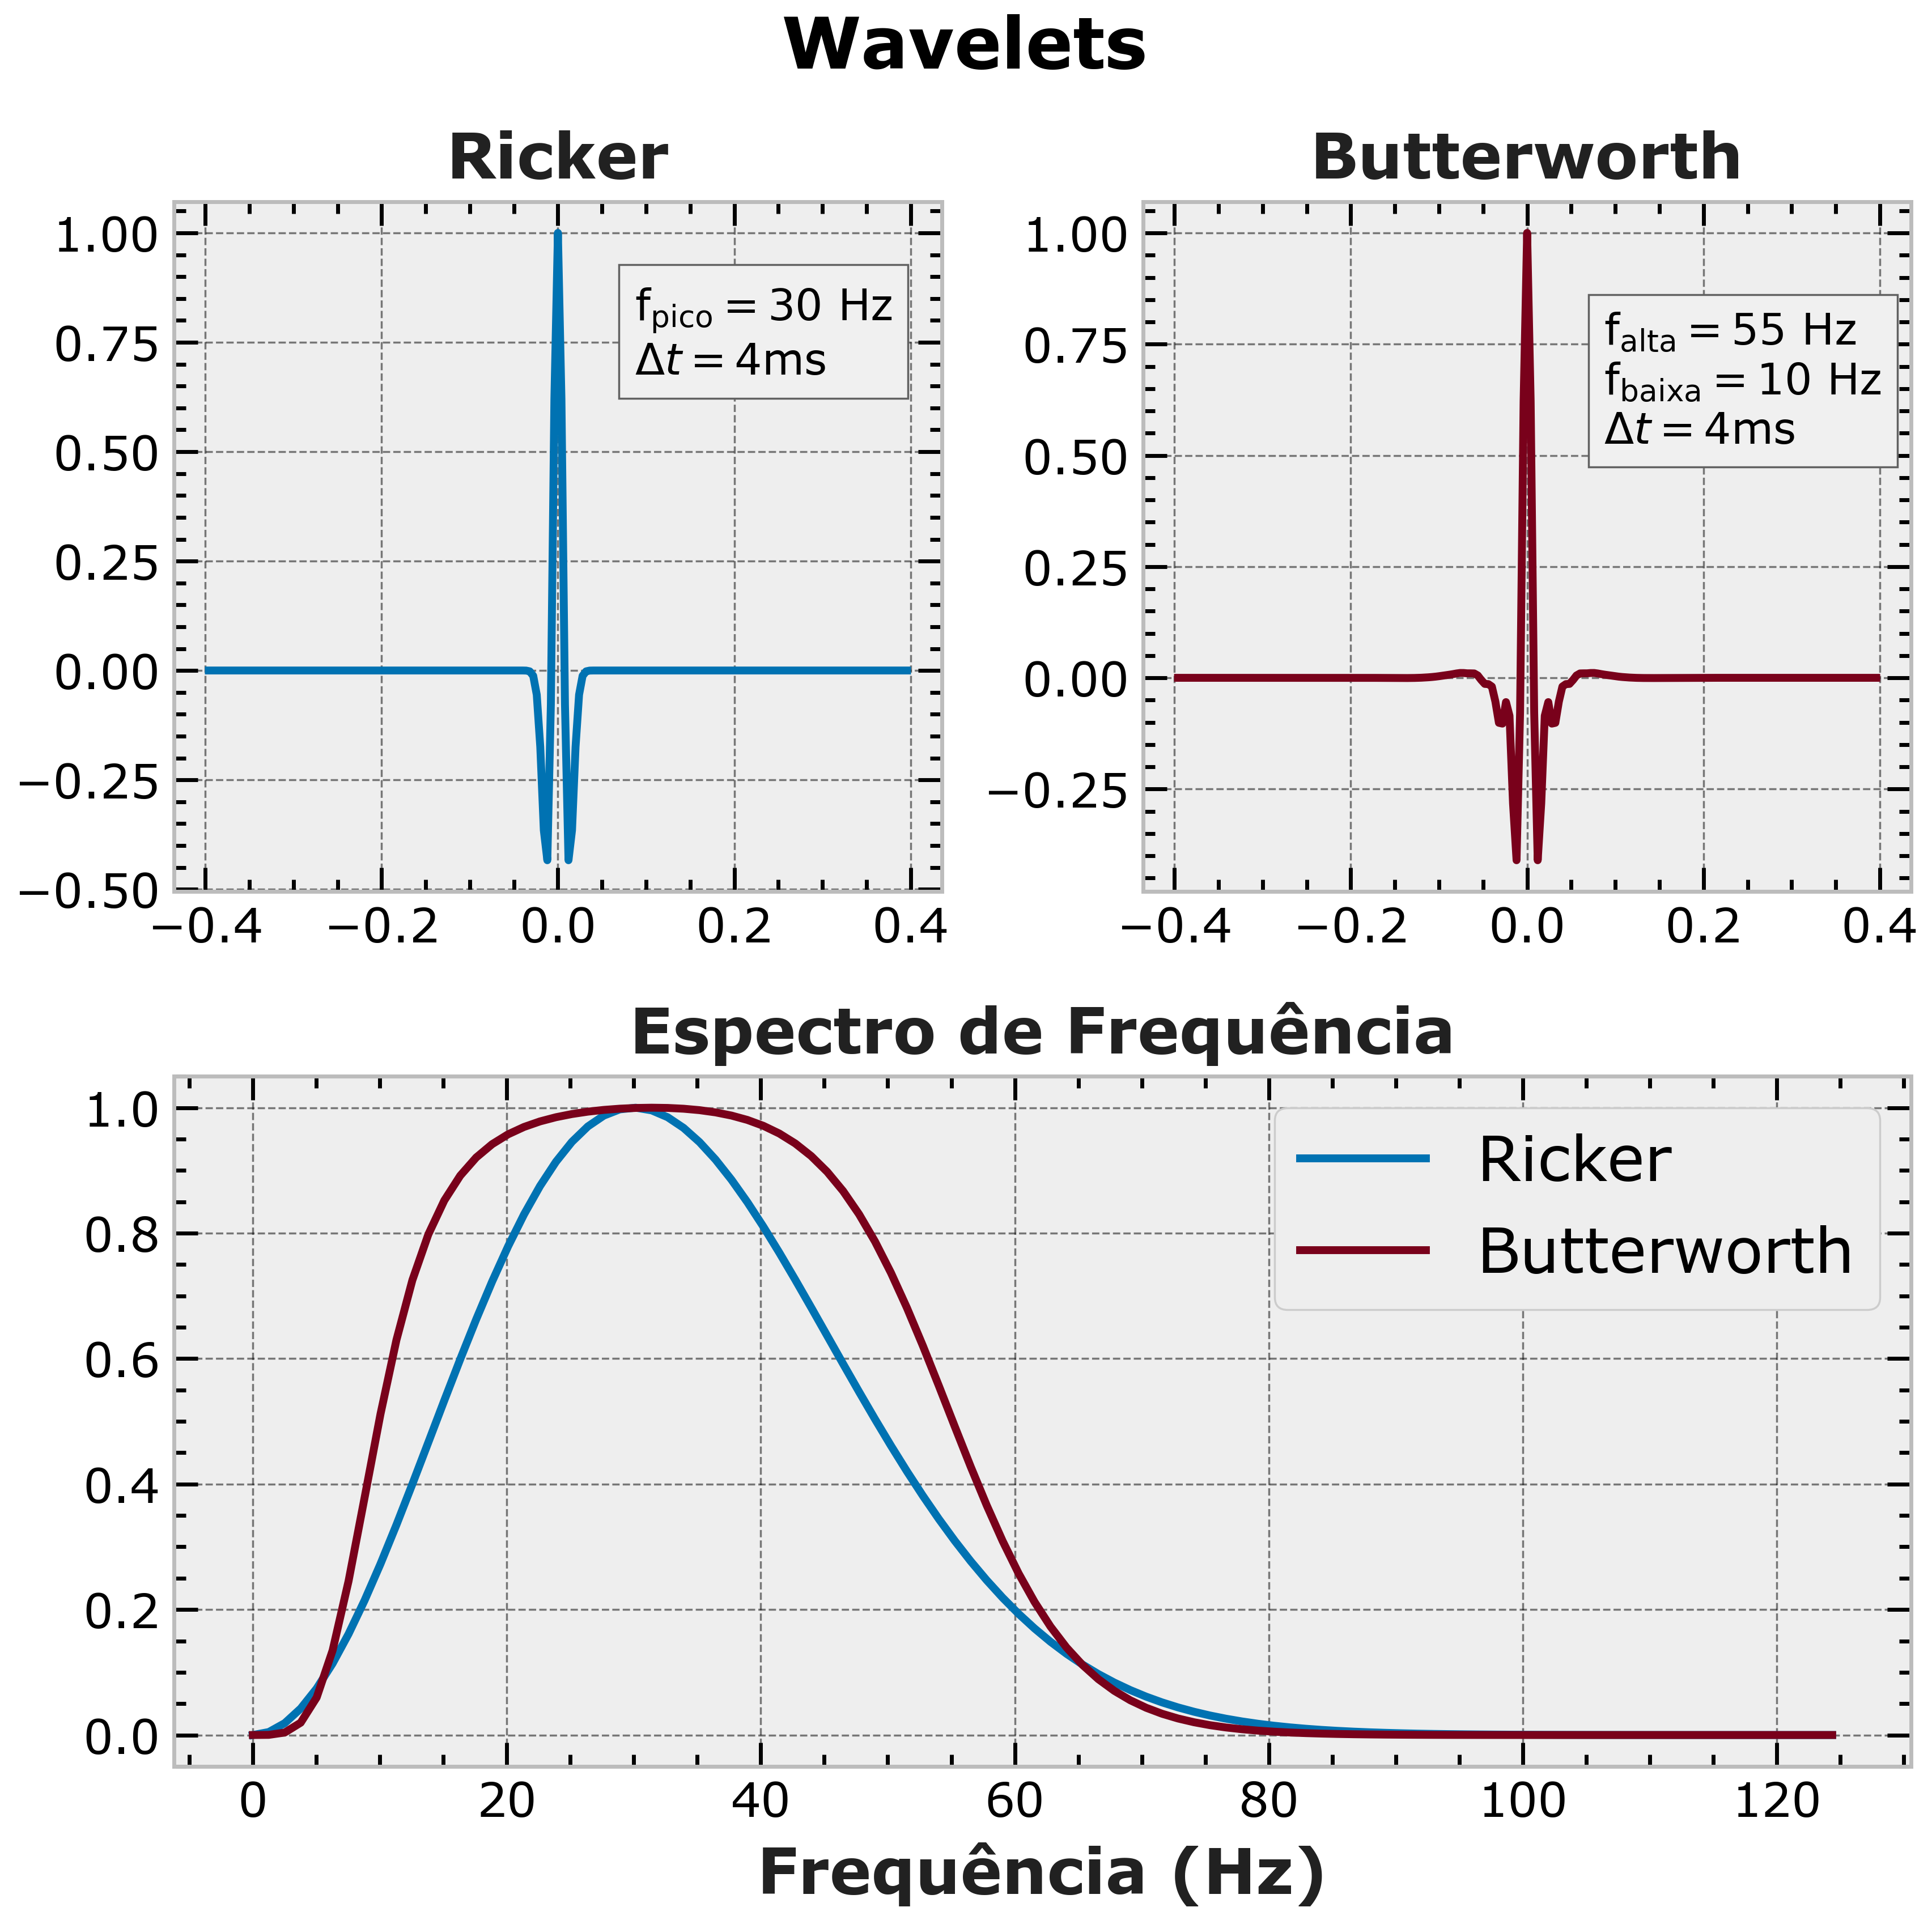 Wavelets
Ricker
1.00
0.75
0.50
0.25
0.00
−0.25
−0.50
−0.4 −0.2 0.0 0.2 0.4
f_pico = 30 Hz
Δt = 4ms
Butterworth
1.00
0.75
0.50
0.25
0.00
−0.25
−0.4 −0.2 0.0 0.2 0.4
f_alta = 55 Hz
f_baixa = 10 Hz
Δt = 4ms
Espectro de Frequência
1.0
0.8
0.6
0.4
0.2
0.0
0 20 40 60 80 100 120
Ricker
Butterworth
Frequência (Hz)